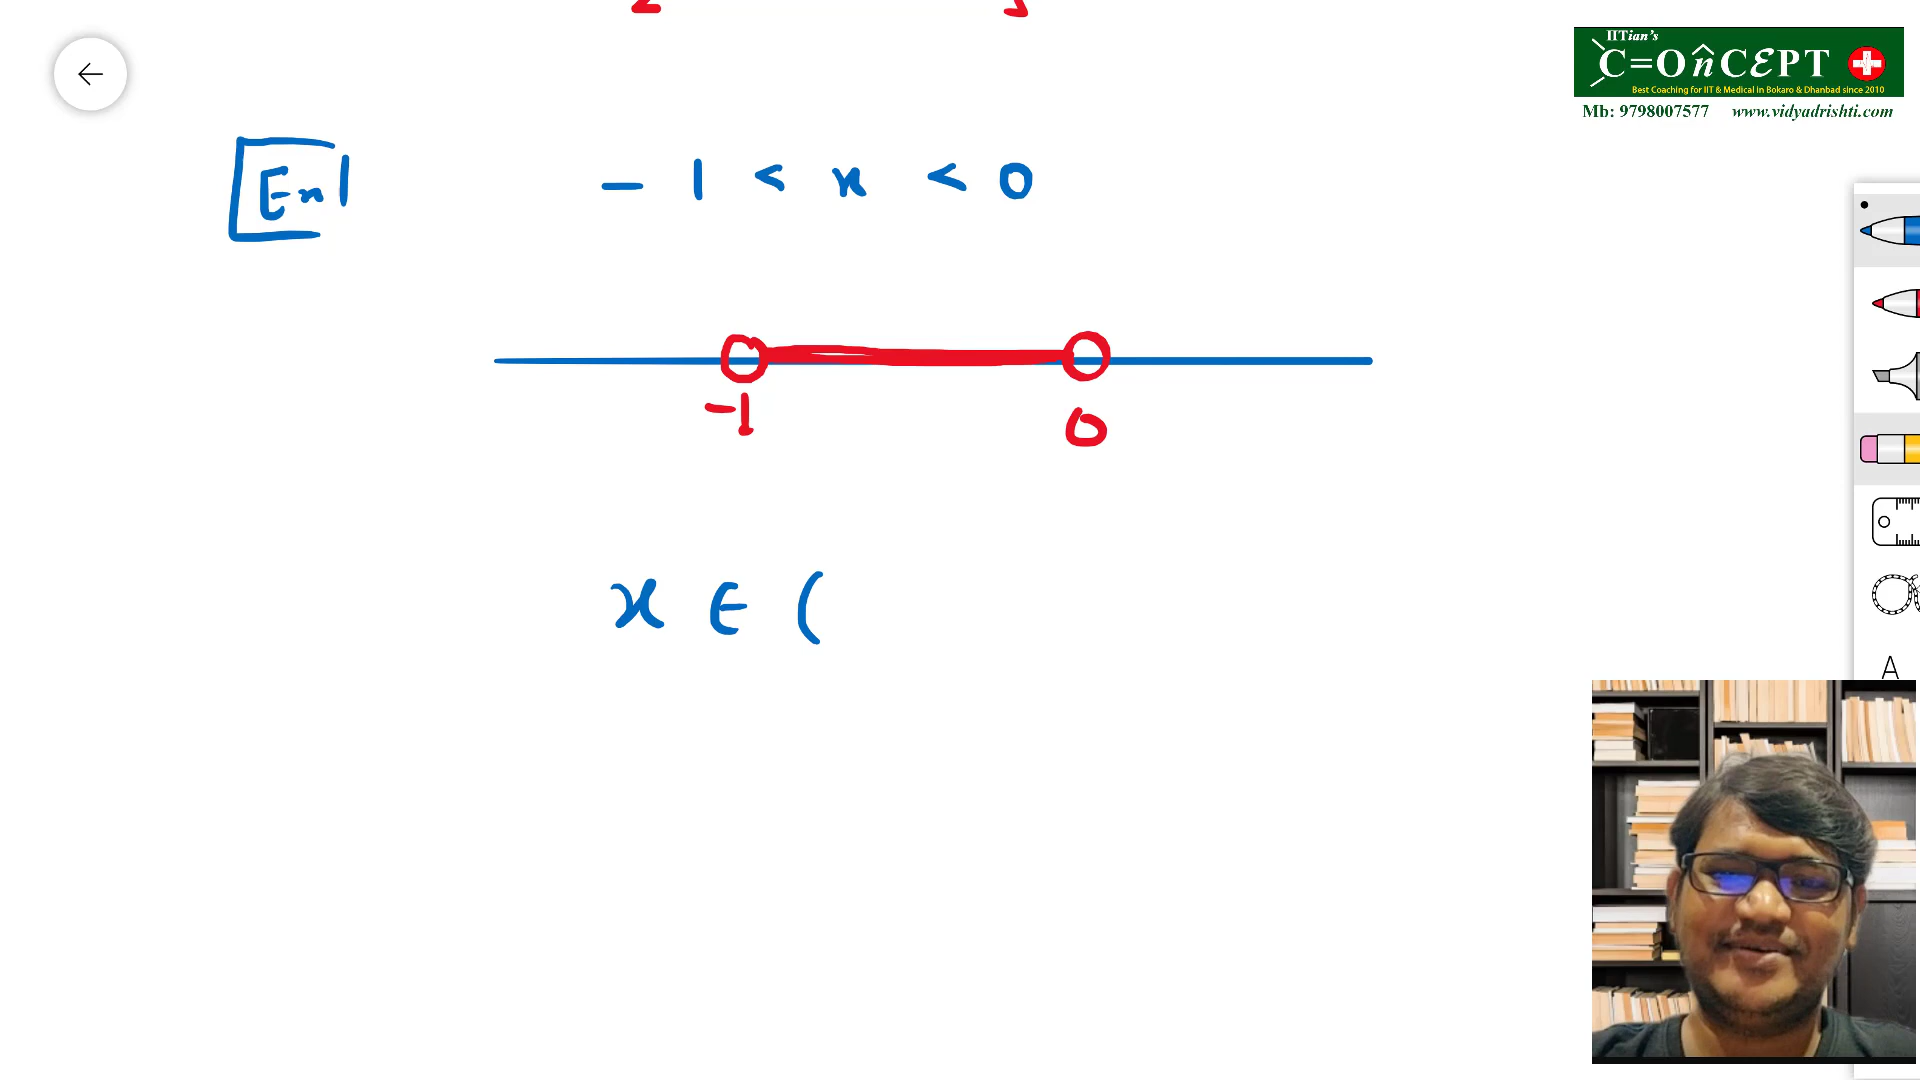 IITian's
C=OnCEPT
Best Coaching for IIT & Medical in Bokaro & Dhanbad since 2010
Mb: 9798007577 www.vidyadrishti.com
Ex 1
- 1 < x < 0
-1 0
x ∈ (
A